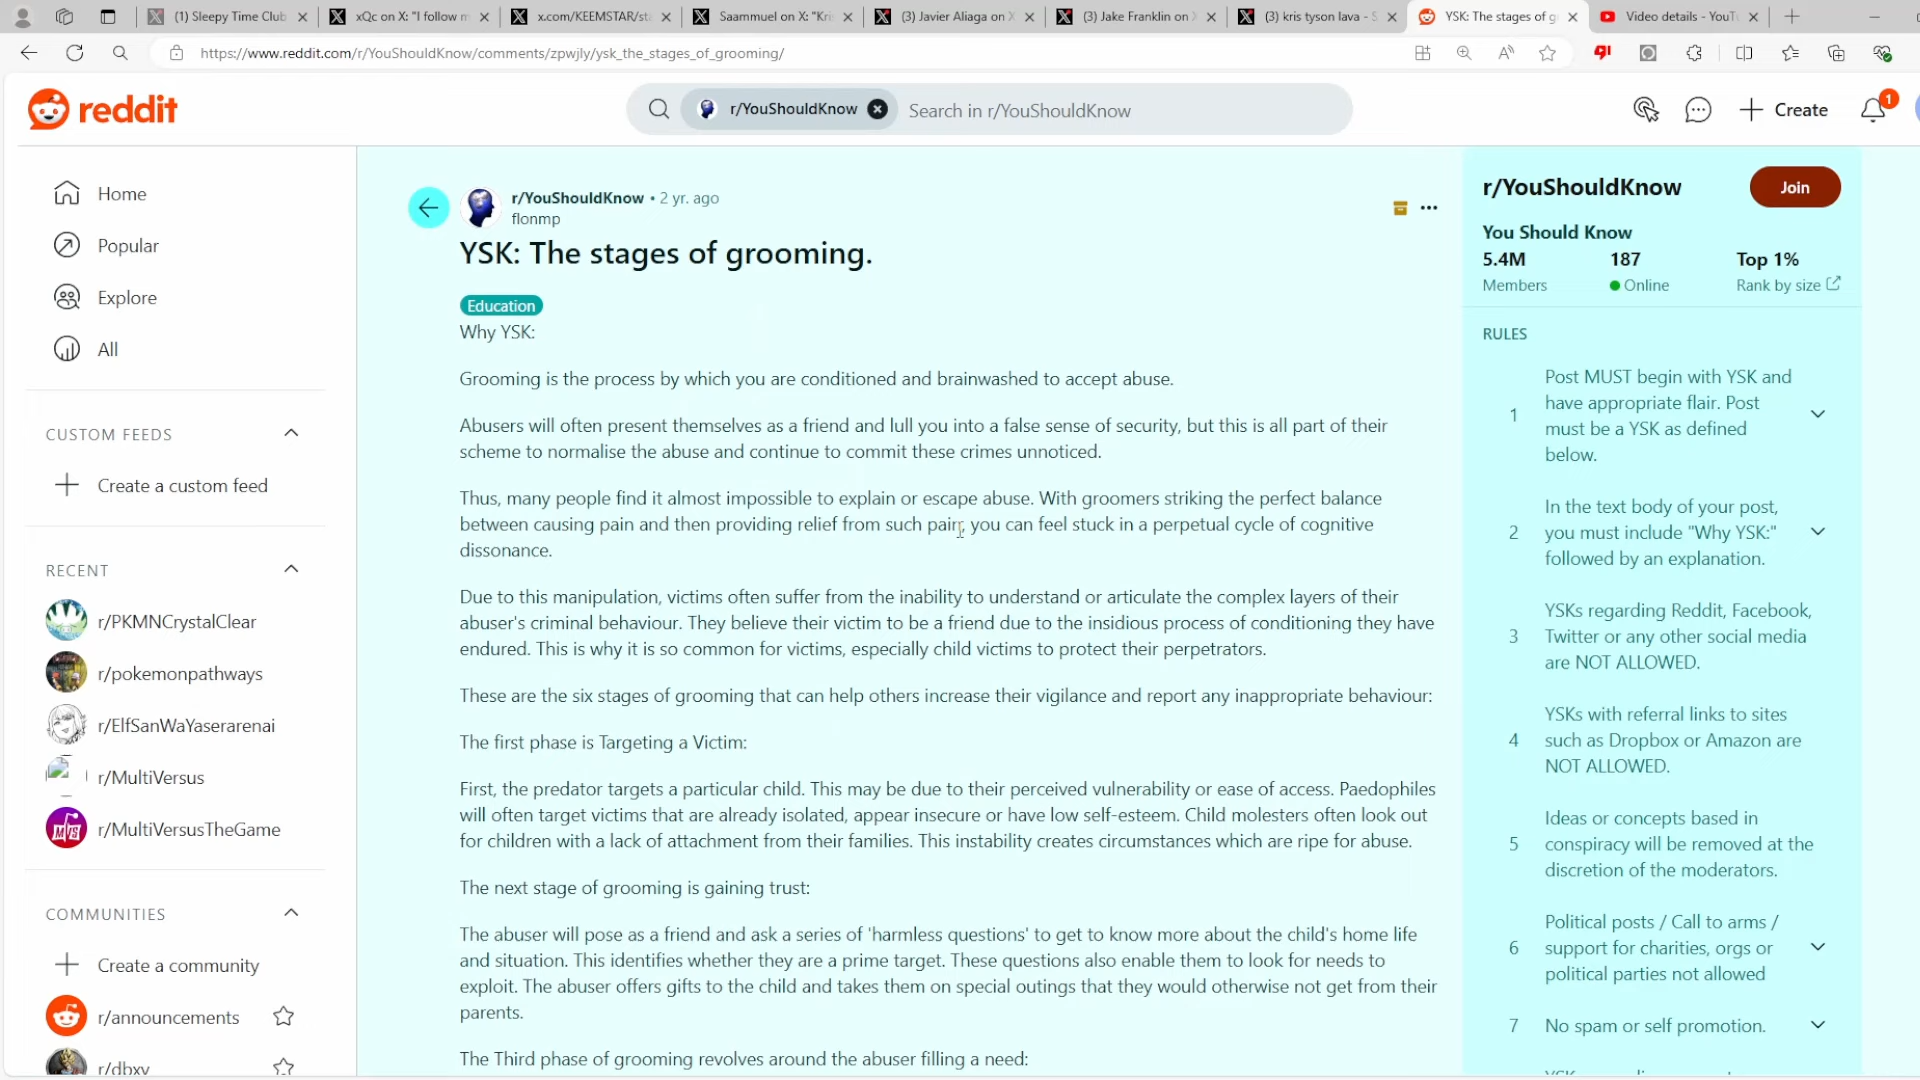 (1) Sleepy Time Club
xQc on X: "I follow m
x.com/KEEMSTAR/sta
Saammuel on X: "Kri
(3) Javier Aliaga on X
(3) Jake Franklin on X
(3) kris tyson lava - S
YSK: The stages of g
Video details - YouTu
https://www.reddit.com/r/YouShouldKnow/comments/zpwjly/ysk_the_stages_of_grooming/
reddit
r/YouShouldKnow
Search in r/YouShouldKnow
Create
1
Home
Popular
Explore
All
CUSTOM FEEDS
Create a custom feed
RECENT
r/PKMNCrystalClear
r/pokemonpathways
r/ElfSanWaYaserarenai
r/MultiVersus
r/MultiVersusTheGame
COMMUNITIES
Create a community
r/announcements
r/dbxv
r/YouShouldKnow • 2 yr. ago
flonmp
YSK: The stages of grooming.
Education
Why YSK:
Grooming is the process by which you are conditioned and brainwashed to accept abuse.
Abusers will often present themselves as a friend and lull you into a false sense of security, but this is all part of their
scheme to normalise the abuse and continue to commit these crimes unnoticed.
Thus, many people find it almost impossible to explain or escape abuse. With groomers striking the perfect balance
between causing pain and then providing relief from such pain, you can feel stuck in a perpetual cycle of cognitive
dissonance.
Due to this manipulation, victims often suffer from the inability to understand or articulate the complex layers of their
abuser's criminal behaviour. They believe their victim to be a friend due to the insidious process of conditioning they have
endured. This is why it is so common for victims, especially child victims to protect their perpetrators.
These are the six stages of grooming that can help others increase their vigilance and report any inappropriate behaviour:
The first phase is Targeting a Victim:
First, the predator targets a particular child. This may be due to their perceived vulnerability or ease of access. Paedophiles
will often target victims that are already isolated, appear insecure or have low self-esteem. Child molesters often look out
for children with a lack of attachment from their families. This instability creates circumstances which are ripe for abuse.
The next stage of grooming is gaining trust:
The abuser will pose as a friend and ask a series of 'harmless questions' to get to know more about the child's home life
and situation. This identifies whether they are a prime target. These questions also enable them to look for needs to
exploit. The abuser offers gifts to the child and takes them on special outings that they would otherwise not get from their
parents.
The Third phase of grooming revolves around the abuser filling a need:
r/YouShouldKnow
Join
You Should Know
5.4M
187
Top 1%
Members
Online
Rank by size
RULES
1
Post MUST begin with YSK and
have appropriate flair. Post
must be a YSK as defined
below.
2
In the text body of your post,
you must include "Why YSK:"
followed by an explanation.
3
YSKs regarding Reddit, Facebook,
Twitter or any other social media
are NOT ALLOWED.
4
YSKs with referral links to sites
such as Dropbox or Amazon are
NOT ALLOWED.
5
Ideas or concepts based in
conspiracy will be removed at the
discretion of the moderators.
6
Political posts / Call to arms /
support for charities, orgs or
political parties not allowed
7
No spam or self promotion.